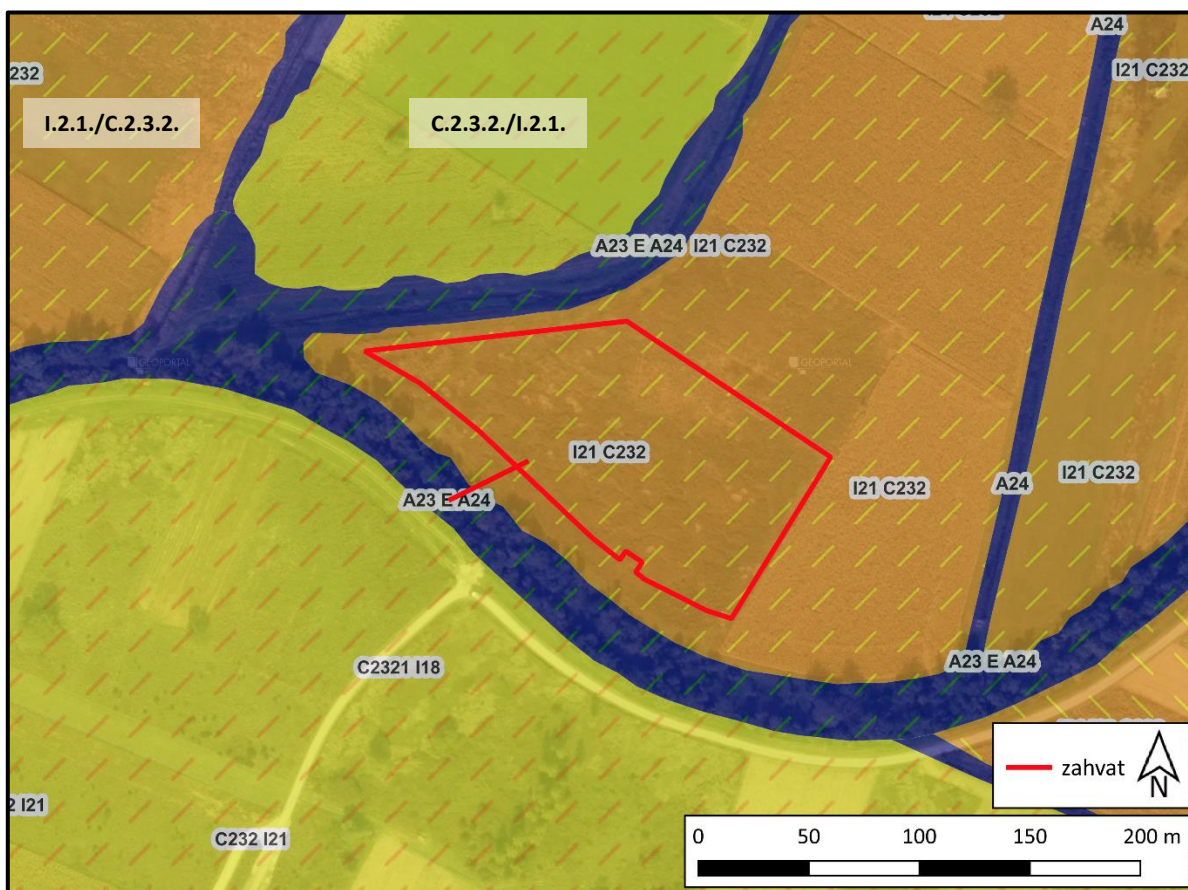 A24
232
I21 C232
I.2.1./C.2.3.2.
C.2.3.2./I.2.1.
A23 E A24
I21 C232
GEOPORTAL
GEOPORTAL
I21 C232
I21 C232
I21 C232
A24
A23 E A24
C2321 I18
A23 E A24
zahvat
N
2 I21
C232 I21
0 50 100 150 200 m